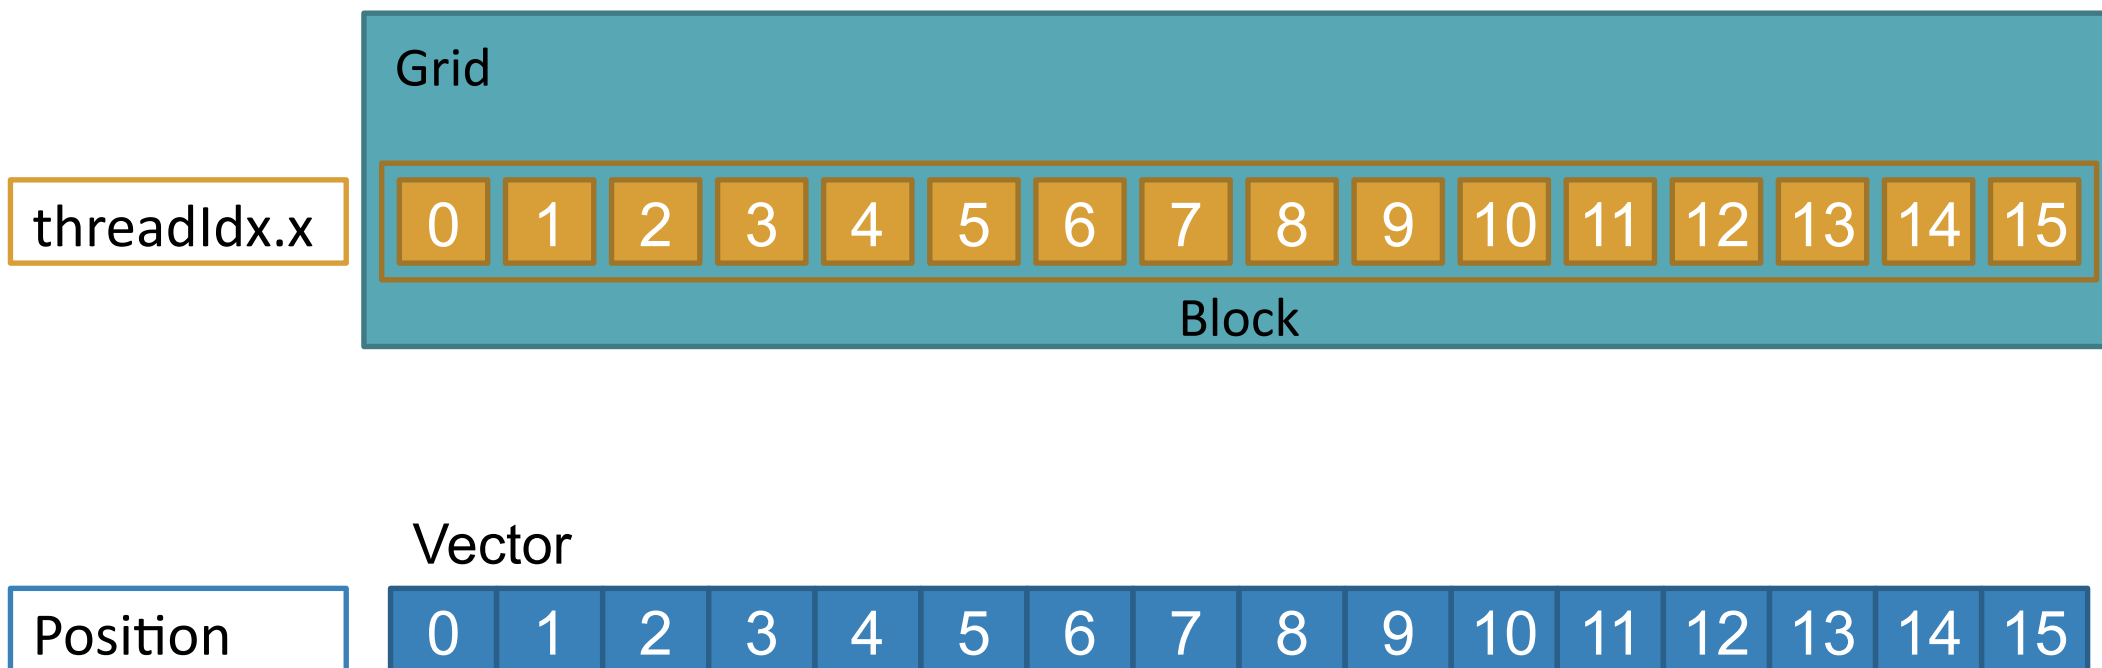 Grid
threadIdx.x 0 1 2 3 4 5 6 7 8 9 10 11 12 13 14 15
Block
Vector
Position 0 1 2 3 4 5 6 7 8 9 10 11 12 13 14 15